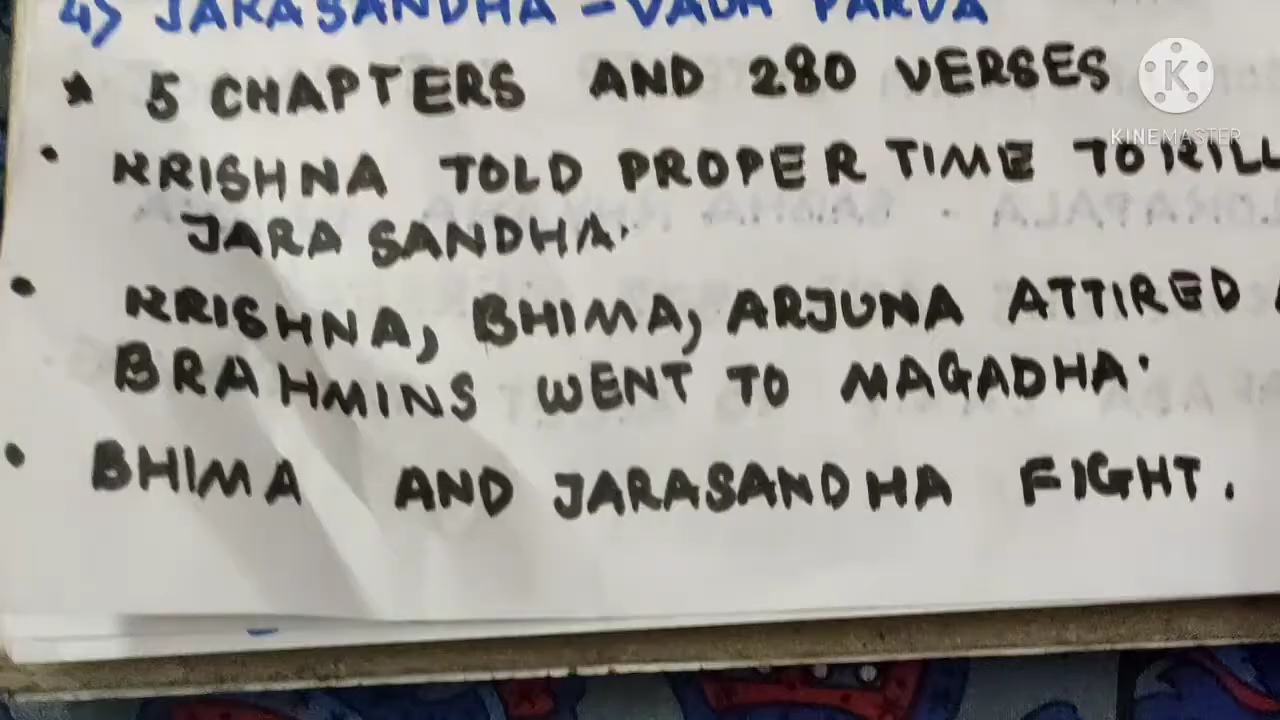 4) JARASANDHA - VADH PARVA
* 5 CHAPTERS AND 280 VERSES
• KRISHNA TOLD PROPER TIME TO KILL
JARA SANDHA.
• KRISHNA, BHIMA, ARJUNA ATTIRED
BRAHMINS WENT TO MAGADHA.
• BHIMA AND JARASANDHA FIGHT.
K
KINEMASTER